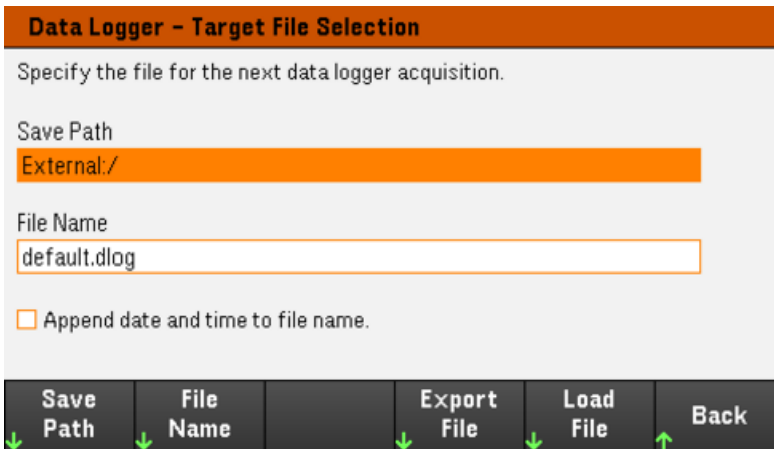 Data Logger – Target File Selection
Specify the file for the next data logger acquisition.
Save Path
External:/
File Name
default.dlog
Append date and time to file name.
Save Path
File Name
Export File
Load File
Back